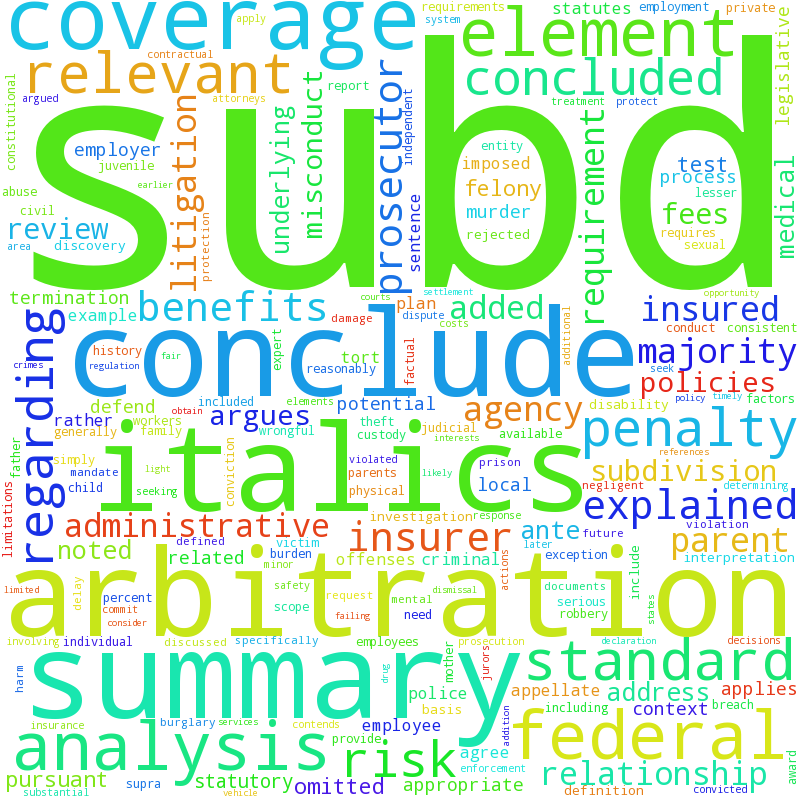 coverage
apply
requirements
system
employment
private
statutes
element
legislative
contractual
relevant
concluded
constitutional
argued
attorneys
report
treatment
protect
subd
prosecutor
independent
misconduct
litigation
underlying
requirement
employer
juvenile
earlier
entity
imposed
felony
murder
rejected
test
process
lesser
fees
requires
sexual
medical
abuse
civil
review
area
discovery
protection
sentence
termination
example
benefits
courts
settlement
plan
damage
dispute
costs
added
additional
opportunity
insured
conduct
consistent
regarding
conclude
majority
history
crimes
regulation
fair
expert
reasonably
tort
factual
seek
policies
policy
timely
factors
included
elements
potential
defend
rather
workers
obtain
argues
agency
disability
generally
family
wrongful
theft
custody
judicial
interests
available
penalty
father
simply
italics
conviction
violated
parents
likely
prison
references
mandate
light
child
seeking
physical
local
negligent
subdivision
determining
limitations
administrative
investigation
response
explained
violation
noted
defined
related
victim
burden
insurer
offenses
criminal
ante
later
exception
future
parent
interpretation
minor
actions
include
arbitration
limited
delay
percent
commit
consider
safety
scope
request
mental
failing
need
dismissal
documents
serious
robbery
states
involving
individual
discussed
specifically
employees
prosecution
declaration
decisions
summary
harm
drug
mother
jurors
standard
police
basis
appellate
address
applies
including
context
breach
insurance
burglary
services
contends
employee
addition
federal
analysis
provide
risk
agree
enforcement
relationship
award
pursuant
substantial
supra
statutory
vehicle
omitted
appropriate
definition
convicted